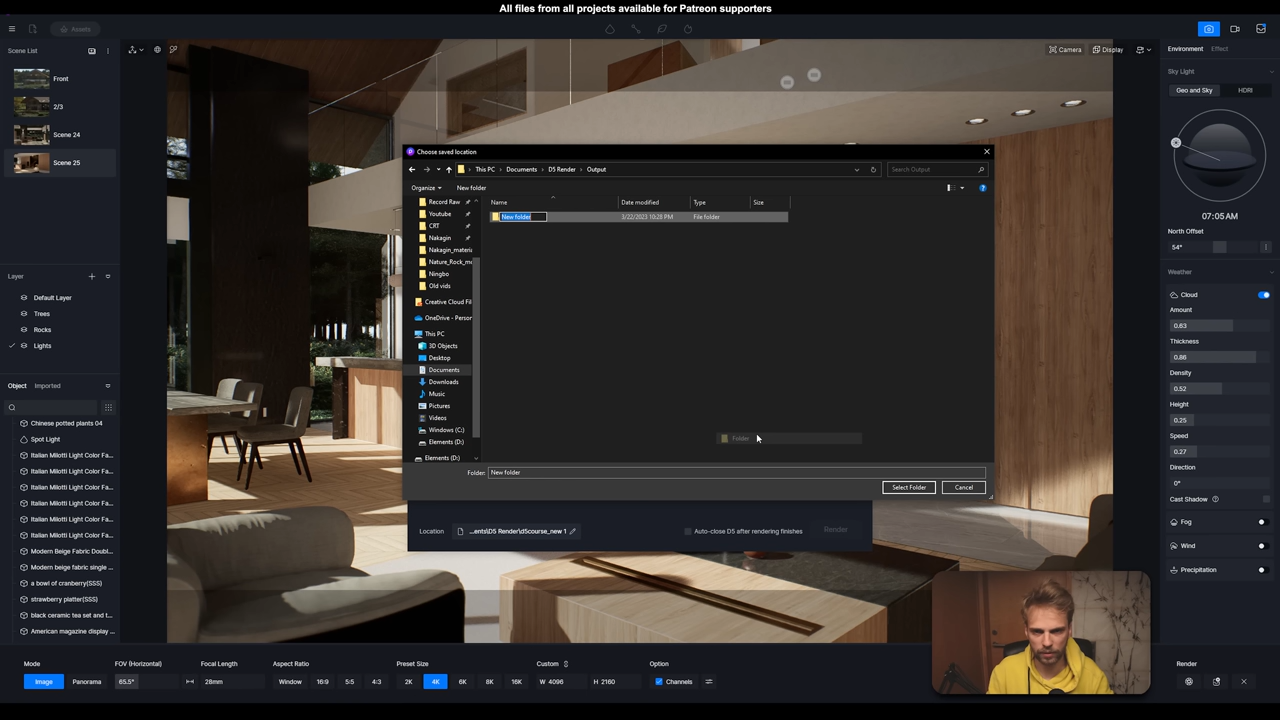 All files from all projects available for Patreon supporters
Assets
Scene List
Front
2/3
Scene 24
Scene 25
Camera
Display
Environment
Effect
Sky Light
Geo and Sky
HDRI
07:05 AM
North Offset
54°
Weather
Cloud
Amount
0.63
Thickness
0.86
Density
0.52
Height
0.25
Speed
0.27
Direction
0°
Cast Shadow
Fog
Wind
Precipitation
Layer
Default Layer
Trees
Rocks
Lights
Object
Imported
Chinese potted plants 04
Spot Light
Italian Milotti Light Color Fa...
Italian Milotti Light Color Fa...
Italian Milotti Light Color Fa...
Italian Milotti Light Color Fa...
Italian Milotti Light Color Fa...
Italian Milotti Light Color Fa...
Modern Beige Fabric Doubl...
Modern beige fabric single ...
a bowl of cranberry(SSS)
strawberry platter(SSS)
black ceramic tea set and t...
American magazine display ...
Choose saved location
This PC > Documents > D5 Render > Output
Search Output
Organize
New folder
Name
Date modified
Type
Size
New folder
3/22/2023 10:28 PM
File folder
Record Raw
Youtube
CRT
Nakagin
Nakagin_materi
Nature_Rock_m
Ningbo
Old vids
Creative Cloud Fil
OneDrive - Person
This PC
3D Objects
Desktop
Documents
Downloads
Music
Pictures
Videos
Windows (C:)
Elements (D:)
Elements (D:)
Folder
Folder:
New folder
Select Folder
Cancel
Location
...ents\D5 Render\d5course_new 1
Auto-close D5 after rendering finishes
Render
Mode
Image
Panorama
FOV (Horizontal)
65.5°
Focal Length
28mm
Aspect Ratio
Window
16:9
5:5
4:3
Preset Size
2K
4K
6K
8K
16K
Custom
W 4096
H 2160
Option
Channels
Render